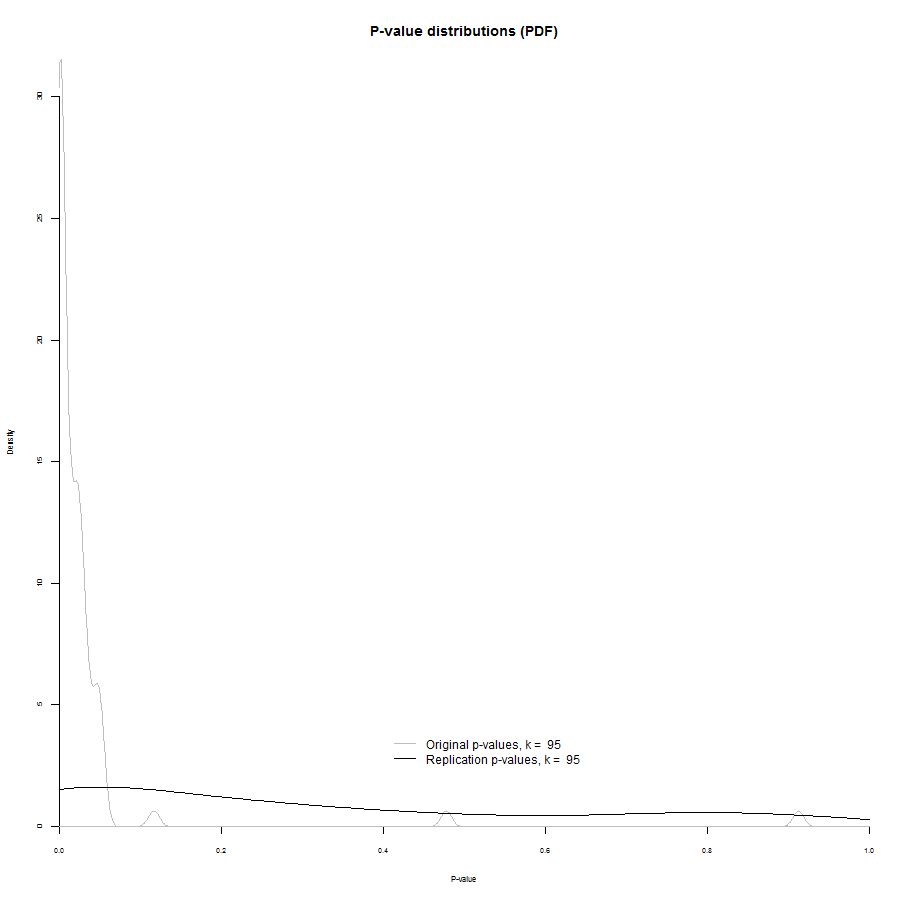 P-value distributions (PDF)
30
25
20
15
10
5
0
Density
Original p-values, k = 95
Replication p-values, k = 95
0.0 0.2 0.4 0.6 0.8 1.0
P-value